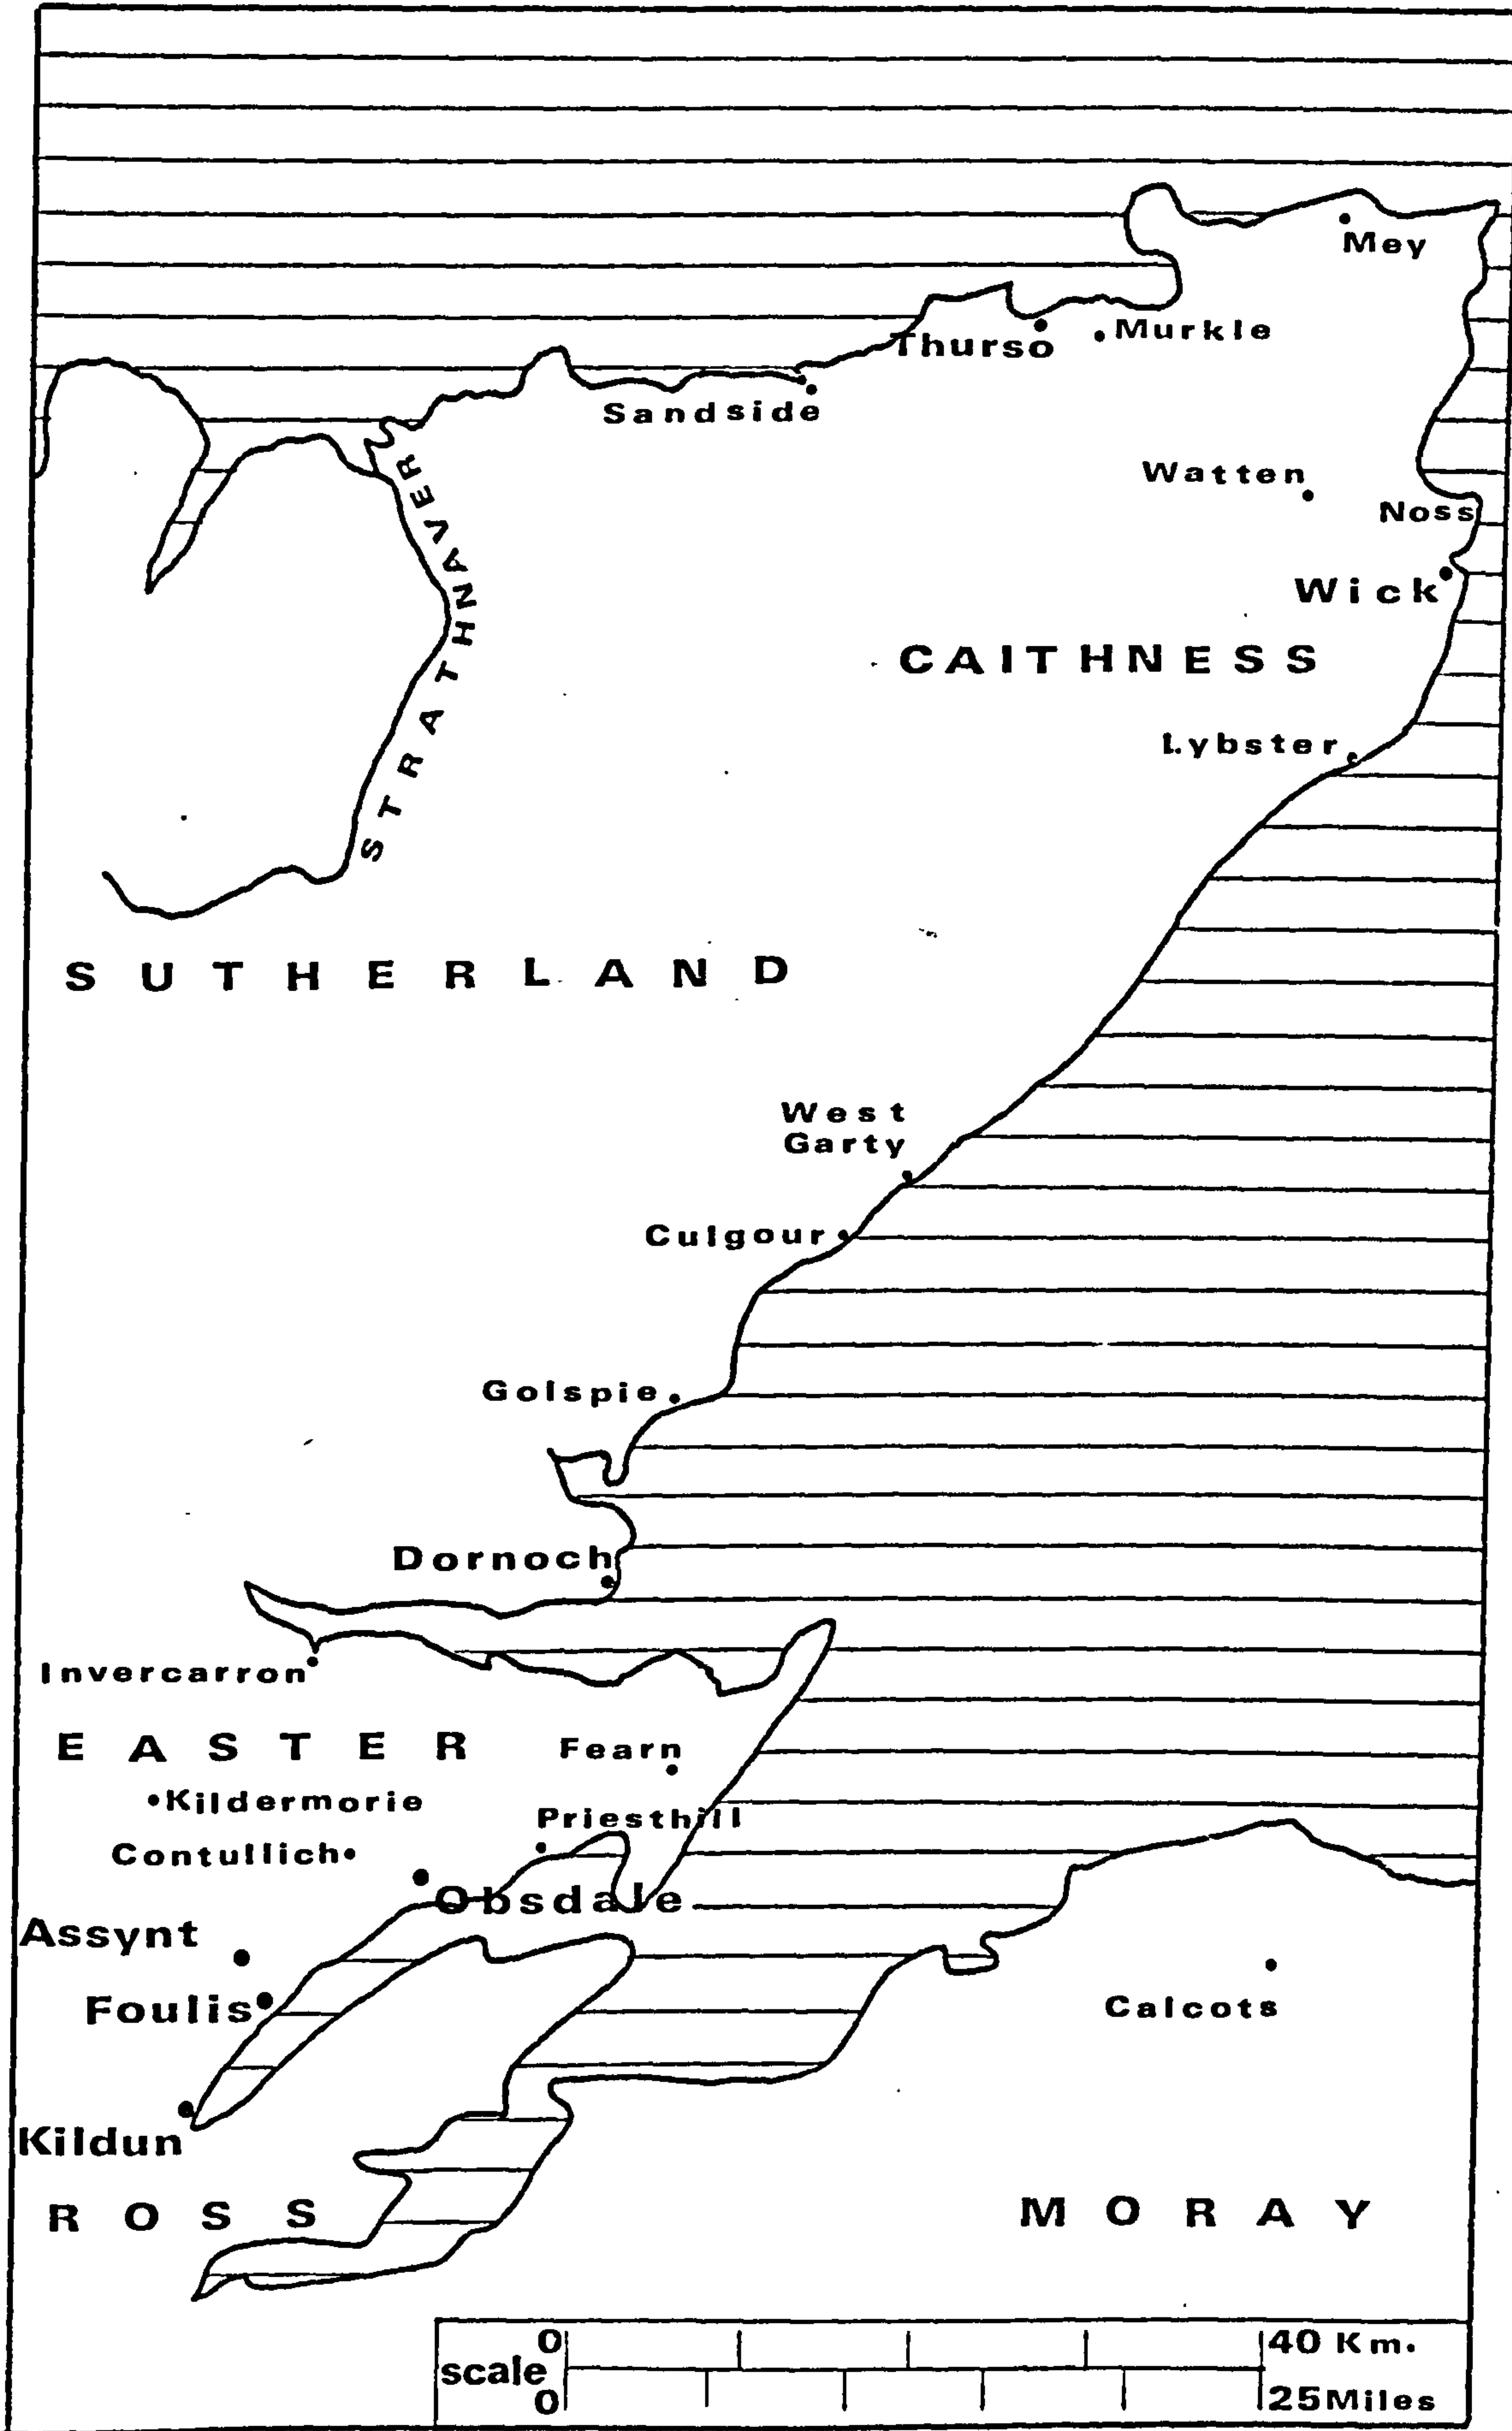 Mey
Thurso
Murkle
Sandside
STRATHNAVER
Watten
Noss
Wick
CAITHNESS
Lybster
SUTHERLAND
West
Garty
Culgour
Golspie
Dornoch
Invercarron
EASTER
Fearn
Kildermorie
Priesthill
Contullich
Obsdale
Assynt
Foulis
Calcots
Kildun
ROSS
MORAY
0 40 Km.
scale
0 25 Miles